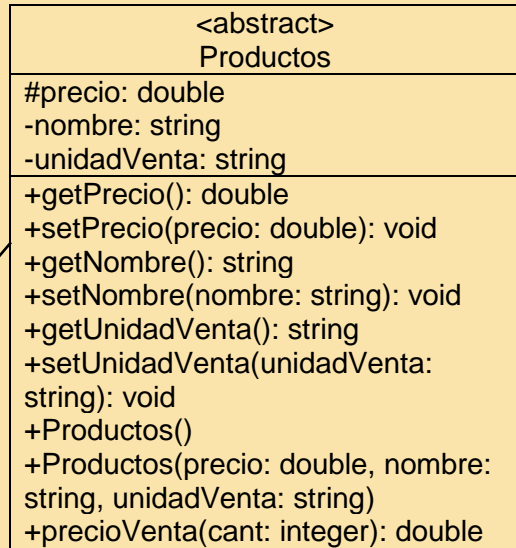 <abstract>
Productos
#precio: double
-nombre: string
-unidadVenta: string
+getPrecio(): double
+setPrecio(precio: double): void
+getNombre(): string
+setNombre(nombre: string): void
+getUnidadVenta(): string
+setUnidadVenta(unidadVenta:
string): void
+Productos()
+Productos(precio: double, nombre:
string, unidadVenta: string)
+precioVenta(cant: integer): double